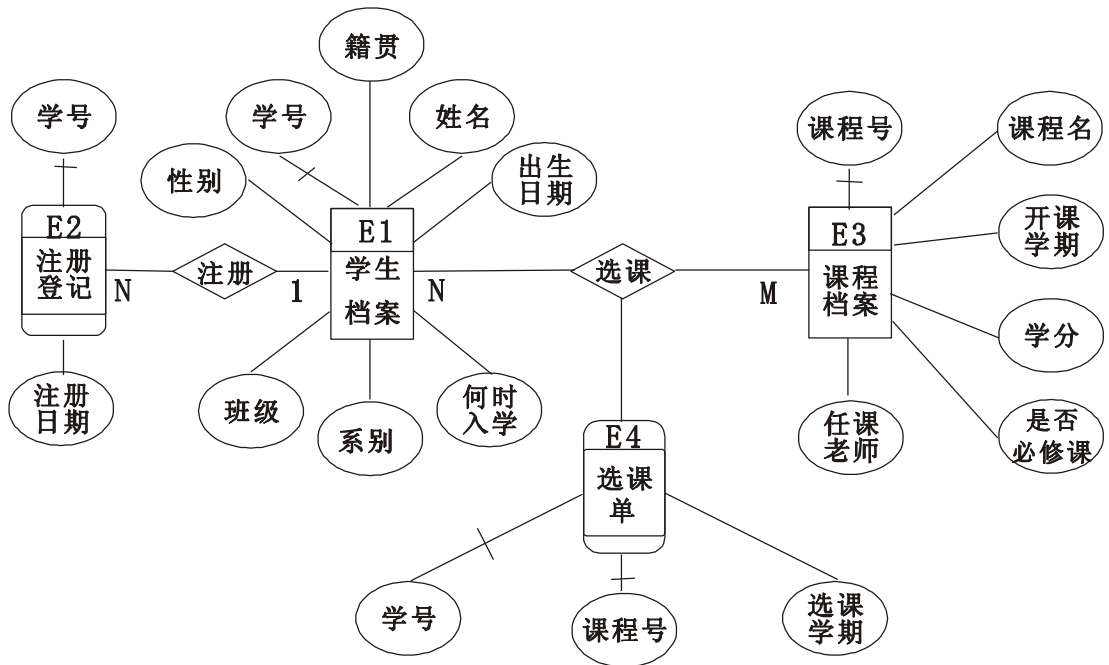 籍贯
学号
学号
姓名
课程号
课程名
性别
出生
日期
E2
注册
登记
N
注册
1
E1
学生
档案
N
选课
M
E3
课程
档案
开课
学期
学分
注册
日期
班级
系别
何时
入学
任课
老师
是否
必修课
E4
选课
单
学号
课程号
选课
学期